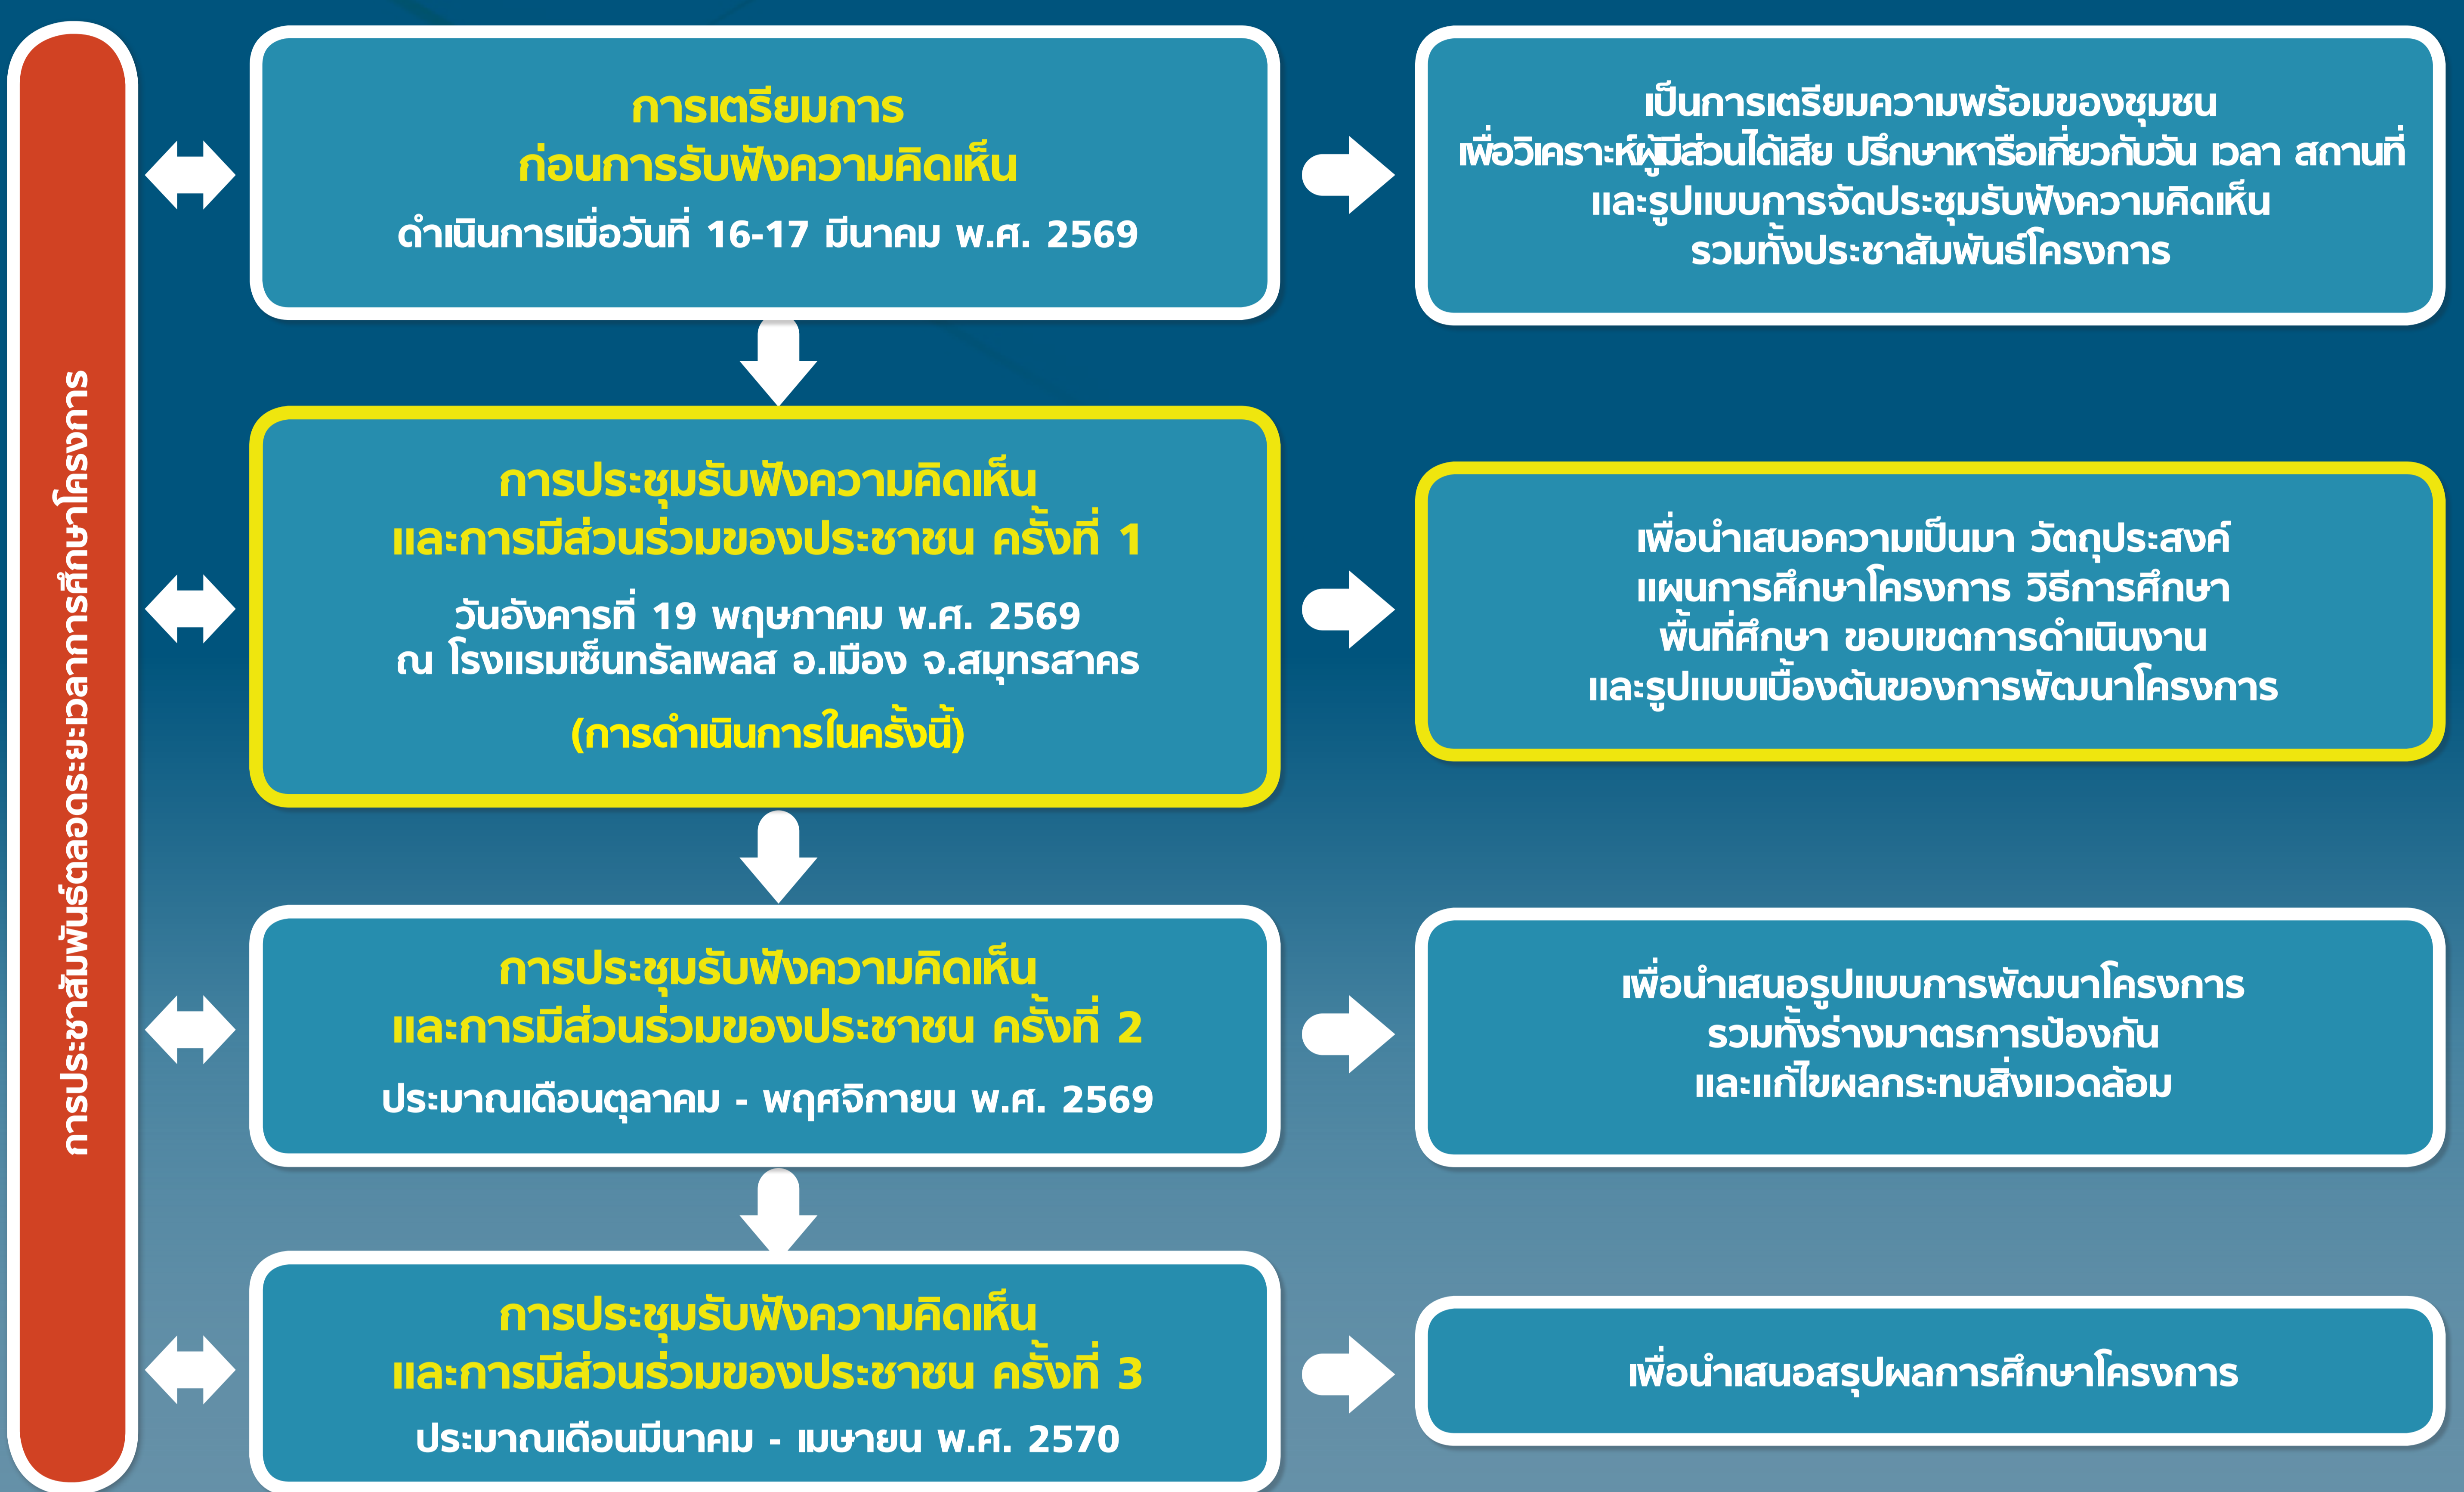 การประชาสัมพันธ์ตลอดระยะเวลาการศึกษาโครงการ
การเตรียมการ
ก่อนการรับฟังความคิดเห็น
ดำเนินการเมื่อวันที่ 16-17 มีนาคม พ.ศ. 2569
เป็นการเตรียมความพร้อมของชุมชน
เพื่อวิเคราะห์ผู้มีส่วนได้เสีย ปรึกษาหารือเกี่ยวกับวัน เวลา สถานที่
และรูปแบบการจัดประชุมรับฟังความคิดเห็น
รวมทั้งประชาสัมพันธ์โครงการ
การประชุมรับฟังความคิดเห็น
และการมีส่วนร่วมของประชาชน ครั้งที่ 1
วันอังคารที่ 19 พฤษภาคม พ.ศ. 2569
ณ โรงแรมเซ็นทรัลเพลส อ.เมือง จ.สมุทรสาคร
(การดำเนินการในครั้งนี้)
เพื่อนำเสนอความเป็นมา วัตถุประสงค์
แผนการศึกษาโครงการ วิธีการศึกษา
พื้นที่ศึกษา ขอบเขตการดำเนินงาน
และรูปแบบเบื้องต้นของการพัฒนาโครงการ
การประชุมรับฟังความคิดเห็น
และการมีส่วนร่วมของประชาชน ครั้งที่ 2
ประมาณเดือนตุลาคม - พฤศจิกายน พ.ศ. 2569
เพื่อนำเสนอรูปแบบการพัฒนาโครงการ
รวมทั้งร่างมาตรการป้องกัน
และแก้ไขผลกระทบสิ่งแวดล้อม
การประชุมรับฟังความคิดเห็น
และการมีส่วนร่วมของประชาชน ครั้งที่ 3
ประมาณเดือนมีนาคม - เมษายน พ.ศ. 2570
เพื่อนำเสนอสรุปผลการศึกษาโครงการ